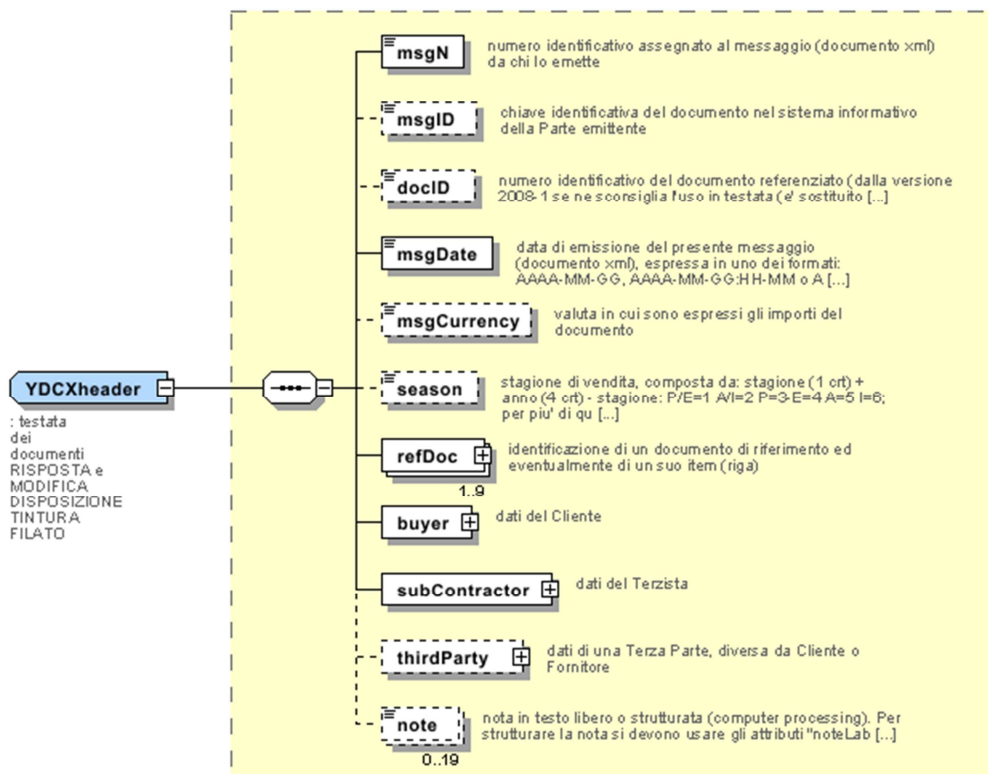 msgN
numero identificativo assegnato al messaggio (documento xml)
da chi lo emette
msgID
chiave identificativa del documento nel sistema informativo
della Parte emittente
docID
numero identificativo del documento referenziato (dalla versione
2008-1 se ne sconsiglia l'uso in testata (e' sostituito [...]
msgDate
data di emissione del presente messaggio
(documento xml), espressa in uno dei formati:
AAAA-MM-GG, AAAA-MM-GG:HH-MM o A [...]
msgCurrency
valuta in cui sono espressi gli importi del
documento
YDCXheader
: testata
dei
documenti
RISPOSTA e
MODIFICA
DISPOSIZIONE
TINTURA
FILATO
season
stagione di vendita, composta da: stagione (1 crt) +
anno (4 crt) - stagione: P/E=1 A/I=2 P=3-E=4 A=5 I=6;
per piu' di qu [...]
refDoc
identificazione di un documento di riferimento ed
eventualmente di un suo item (riga)
1..9
buyer
dati del Cliente
subContractor
dati del Terzista
thirdParty
dati di una Terza Parte, diversa da Cliente o
Fornitore
note
nota in testo libero o strutturata (computer processing). Per
strutturare la nota si devono usare gli attributi "noteLab [...]
0..19